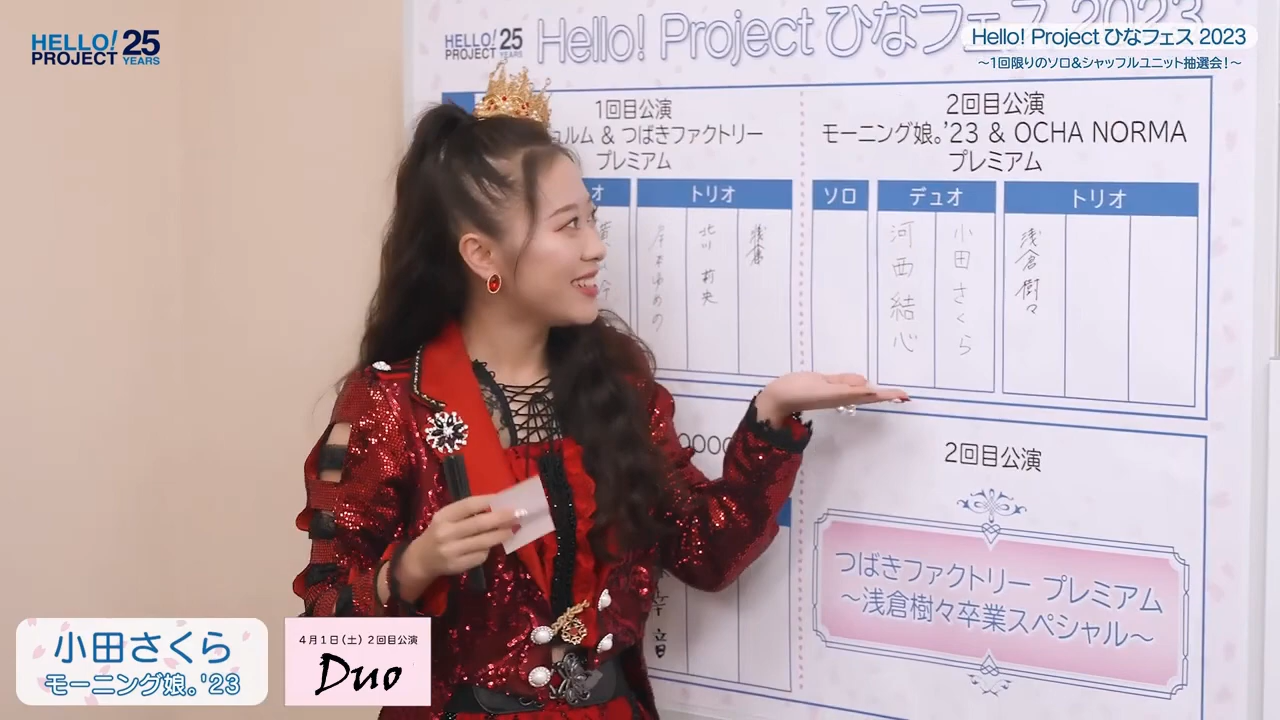 HELLO! PROJECT 25 YEARS
HELLO! PROJECT 25 YEARS
Hello! Project ひなフェス 2023
Hello! Project ひなフェス 2023
~1回限りのソロ&シャッフルユニット抽選会!~
1回目公演
ルム & つばきファクトリー
プレミアム
オ
トリオ
北川 莉央
2回目公演
モーニング娘。'23 & OCHA NORMA
プレミアム
ソロ
デュオ
トリオ
河西結心
小田さくら
浅倉樹々
2回目公演
つばきファクトリー プレミアム
~浅倉樹々卒業スペシャル~
小田さくら
モーニング娘。'23
4月1日(土) 2回目公演
Duo